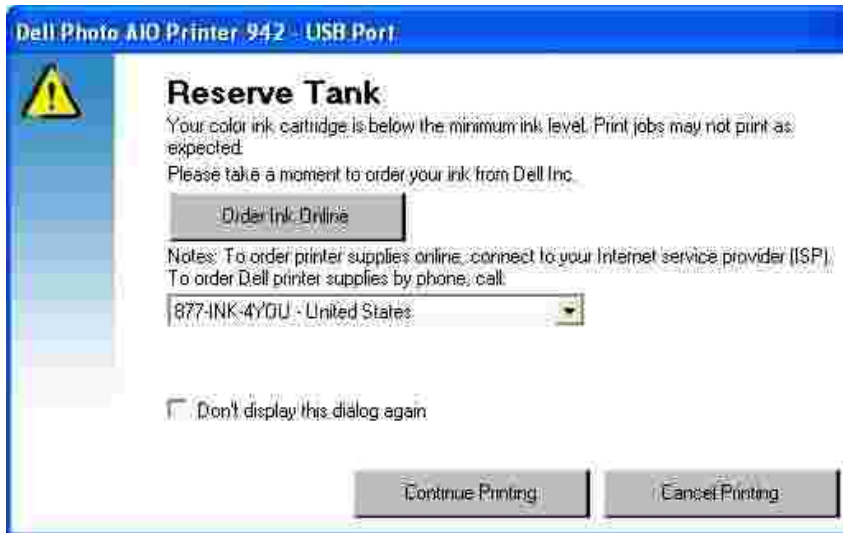 Dell Photo AIO Printer 942 - USB Port
Reserve Tank
Your color ink cartridge is below the minimum ink level. Print jobs may not print as
expected.
Please take a moment to order your ink from Dell Inc.
Order Ink Online
Notes: To order printer supplies online, connect to your Internet service provider (ISP).
To order Dell printer supplies by phone, call:
877-INK-4YOU - United States
Don't display this dialog again
Continue Printing
Cancel Printing